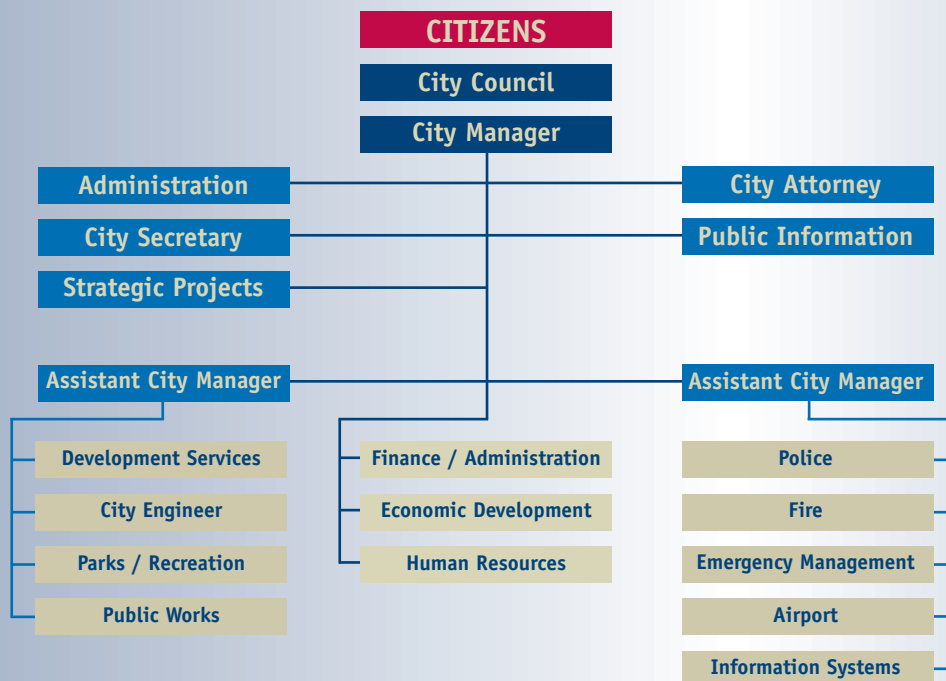 CITIZENS
City Council
City Manager
Administration
City Attorney
City Secretary
Public Information
Strategic Projects
Assistant City Manager
Assistant City Manager
Development Services
Finance / Administration
Police
City Engineer
Economic Development
Fire
Parks / Recreation
Human Resources
Emergency Management
Public Works
Airport
Information Systems